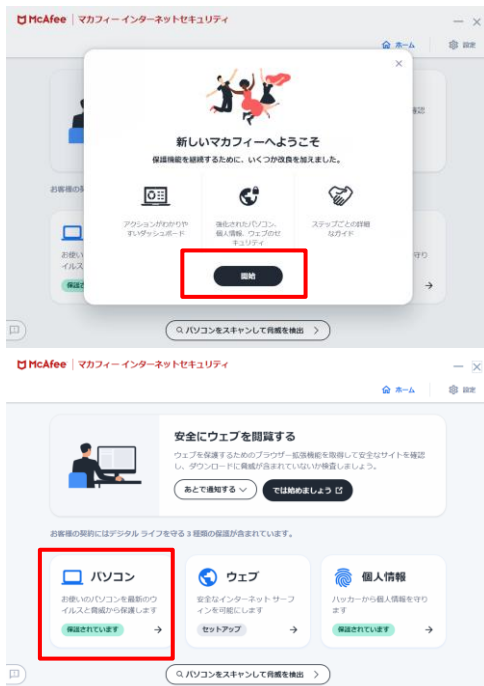 McAfee | マカフィー インターネットセキュリティ
ホーム
設定
新しいマカフィーへようこそ
保護機能を継続するために、いくつか改良を加えました。
アクションがわかりや
すいダッシュボード
強化されたパソコン、
個人情報、ウェブのセ
キュリティ
ステップごとの詳細
なガイド
開始
パソコンをスキャンして脅威を検出
McAfee | マカフィー インターネットセキュリティ
ホーム
設定
安全にウェブを閲覧する
ウェブを保護するためのブラウザー拡張機能を取得して安全なサイトを確認
し、ダウンロードに脅威が含まれていないか検査しましょう。
あとで通知する
では始めましょう
お客様の契約にはデジタル ライフを守る 3 種類の保護が含まれています。
パソコン
お使いのパソコンを最新のウ
イルスと脅威から保護します
保護されています
ウェブ
安全なインターネット サーフ
ィンを可能にします
セットアップ
個人情報
ハッカーから個人情報を守り
ます
保護されています
パソコンをスキャンして脅威を検出